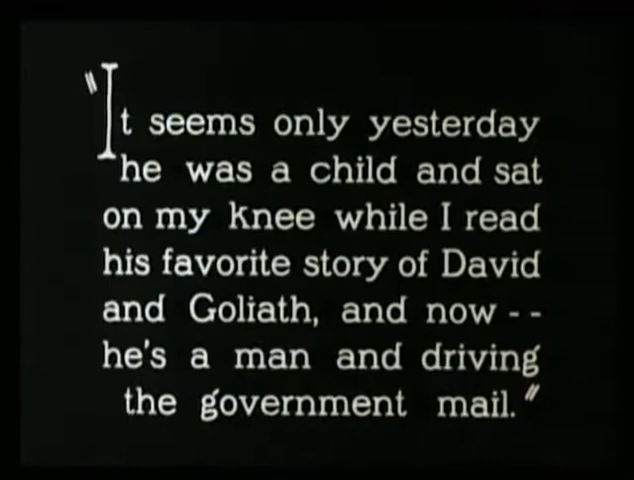 "It seems only yesterday
he was a child and sat
on my knee while I read
his favorite story of David
and Goliath, and now - -
he's a man and driving
the government mail."